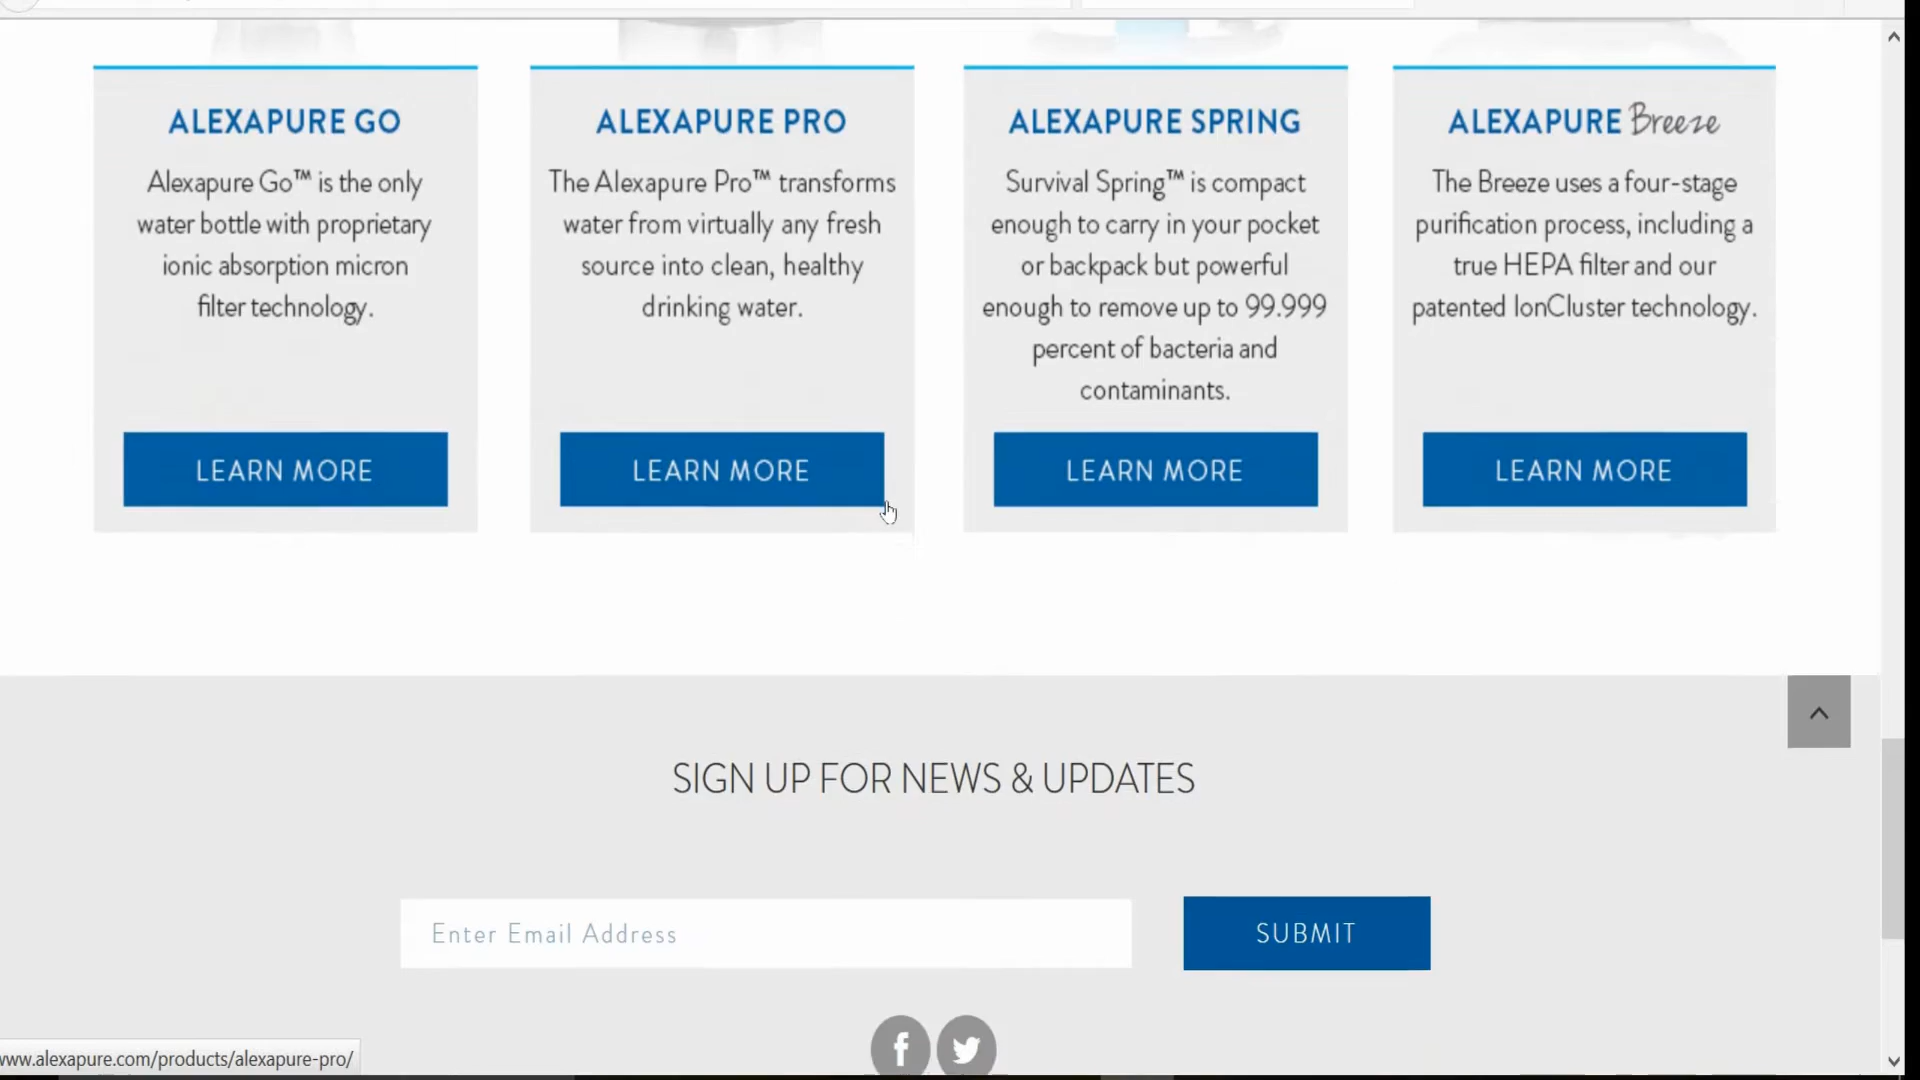 ALEXAPURE GO
Alexapure Go™ is the only
water bottle with proprietary
ionic absorption micron
filter technology.
LEARN MORE
ALEXAPURE PRO
The Alexapure Pro™ transforms
water from virtually any fresh
source into clean, healthy
drinking water.
LEARN MORE
ALEXAPURE SPRING
Survival Spring™ is compact
enough to carry in your pocket
or backpack but powerful
enough to remove up to 99.999
percent of bacteria and
contaminants.
LEARN MORE
ALEXAPURE Breeze
The Breeze uses a four-stage
purification process, including a
true HEPA filter and our
patented IonCluster technology.
LEARN MORE
SIGN UP FOR NEWS & UPDATES
Enter Email Address
SUBMIT
www.alexapure.com/products/alexapure-pro/